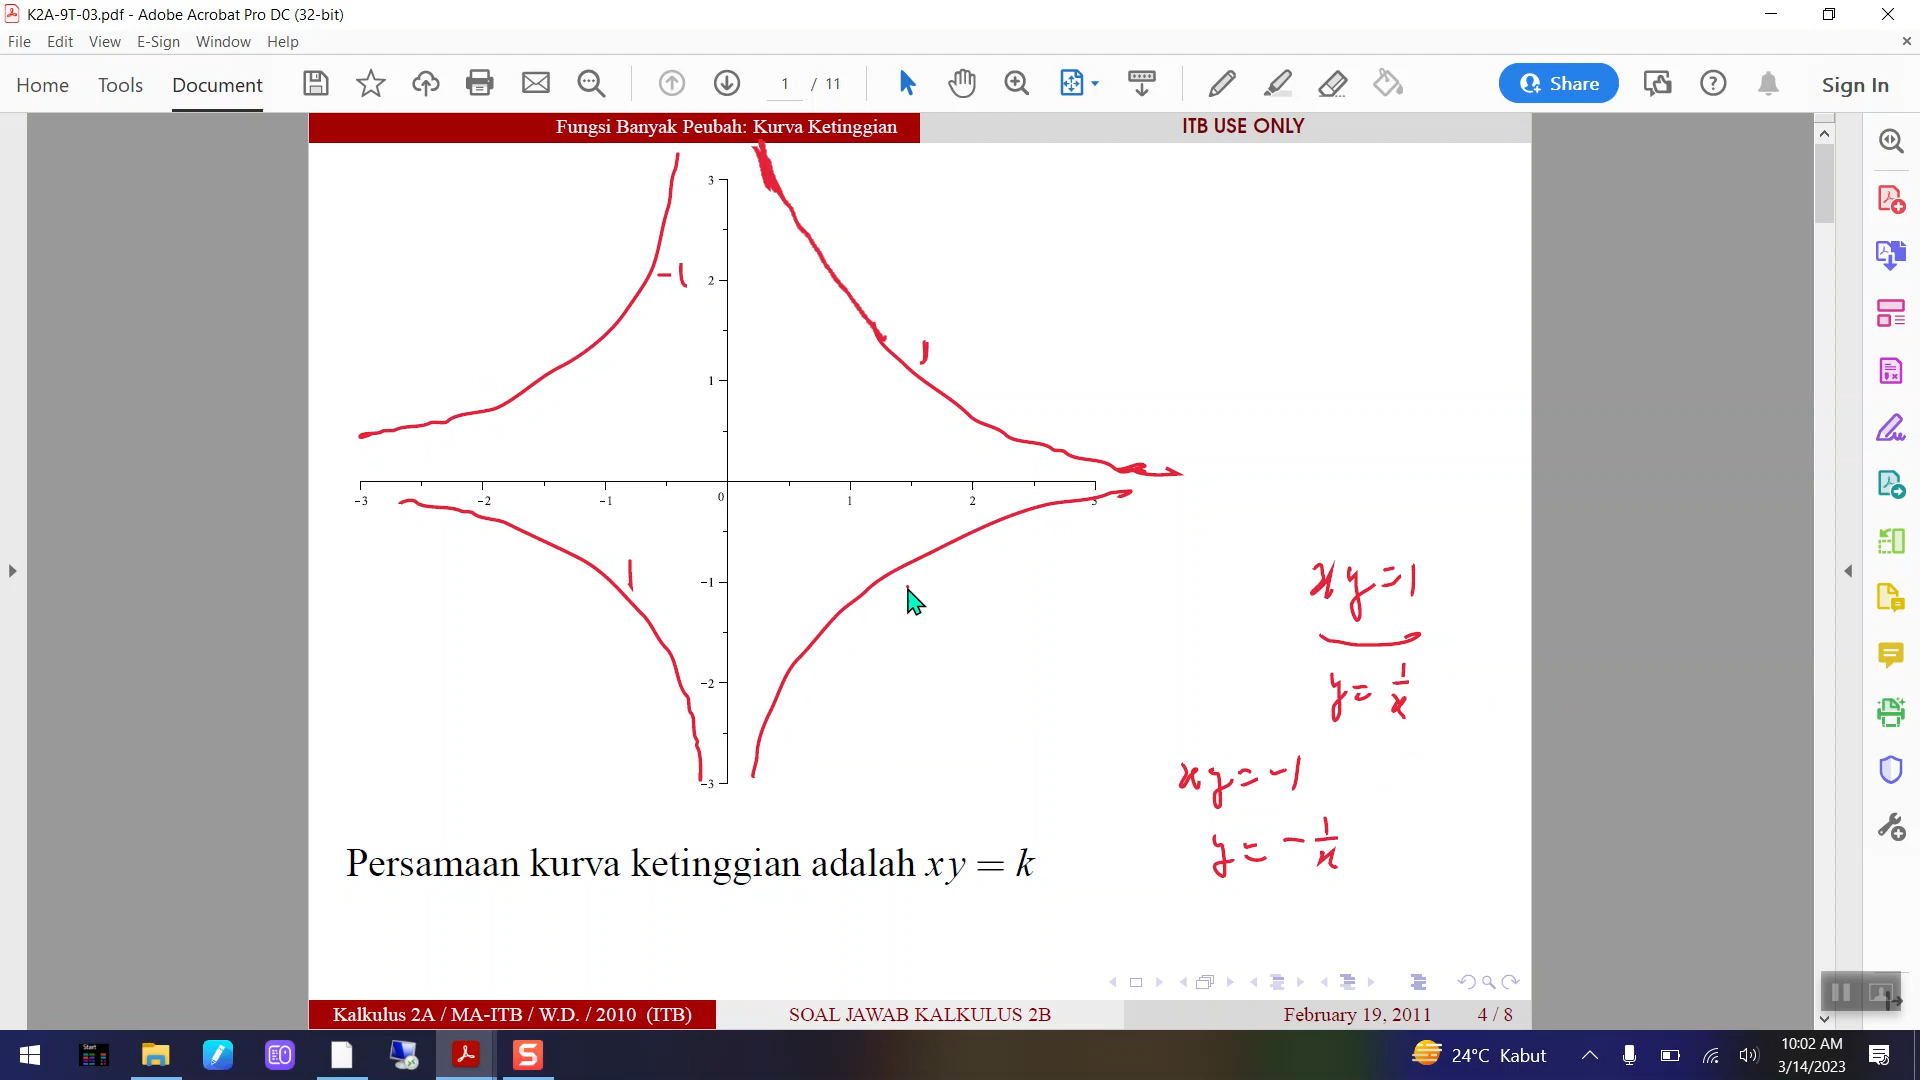 K2A-9T-03.pdf - Adobe Acrobat Pro DC (32-bit)
File Edit View E-Sign Window Help
Home Tools Document 1 / 11 Share Sign In
Fungsi Banyak Peubah: Kurva Ketinggian ITB USE ONLY
3
-1
2
1
1
-3 -2 -1 0 1 2 3
1
-1
-2
-3
xy=1
y= 1/x
xy=-1
y= - 1/x
Persamaan kurva ketinggian adalah xy = k
Kalkulus 2A / MA-ITB / W.D. / 2010 (ITB) SOAL JAWAB KALKULUS 2B February 19, 2011 4 / 8
Start
24°C Kabut
10:02 AM
3/14/2023